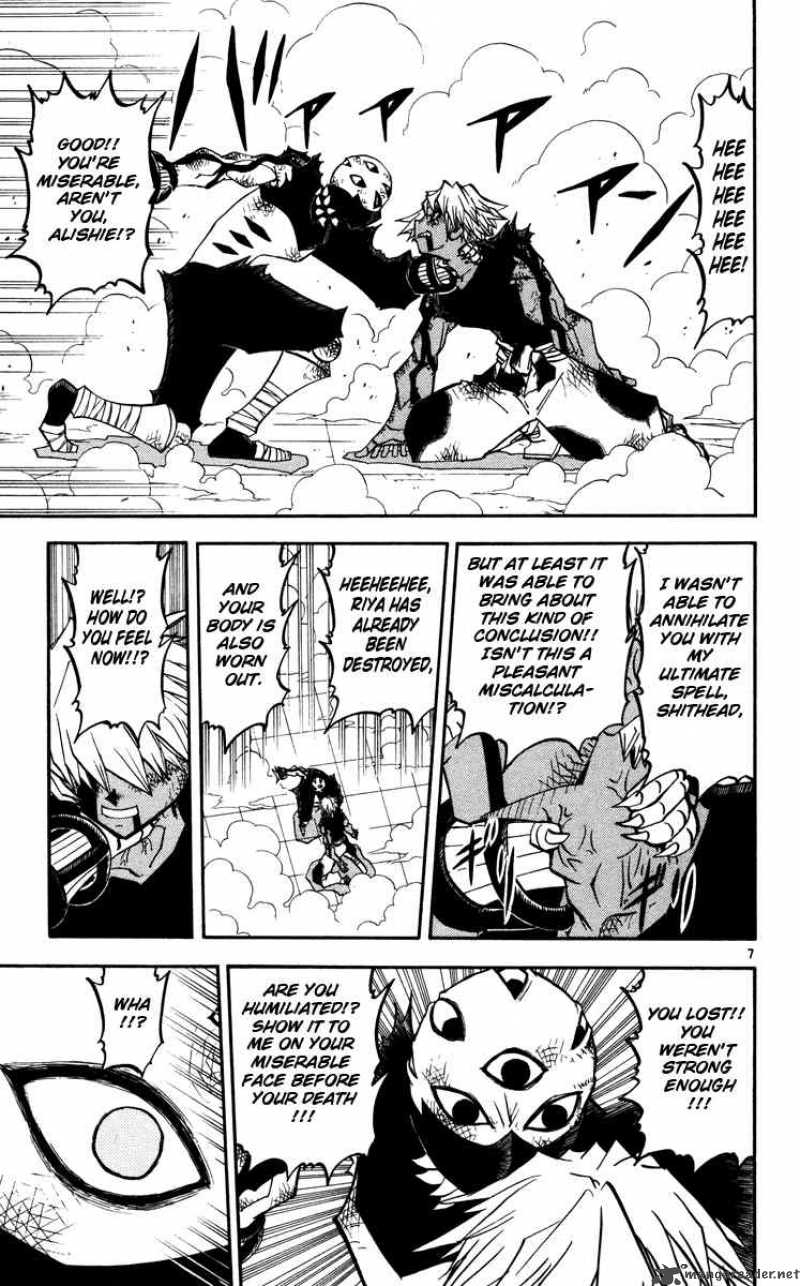 HEE
HEE
HEE
HEE
HEE
HEE!
GOOD!!
YOU'RE
MISERABLE,
AREN'T
YOU,
ALISHIE!?
I WASN'T
ABLE TO
ANNIHILATE
YOU WITH
MY
ULTIMATE
SPELL,
SHITHEAD,
BUT AT LEAST IT
WAS ABLE TO
BRING ABOUT
THIS KIND OF
CONCLUSION!!
ISN'T THIS A
PLEASANT
MISCALCULA-
TION!?
HEEHEEHEE,
RIYA HAS
ALREADY
BEEN
DESTROYED,
AND
YOUR
BODY IS
ALSO
WORN
OUT.
WELL!?
HOW DO
YOU FEEL
NOW!!?
7
YOU LOST!!
YOU
WEREN'T
STRONG
ENOUGH
!!!
ARE YOU
HUMILIATED!?
SHOW IT TO
ME ON YOUR
MISERABLE
FACE BEFORE
YOUR DEATH
!!!
WHA
!!?
mangareader.net